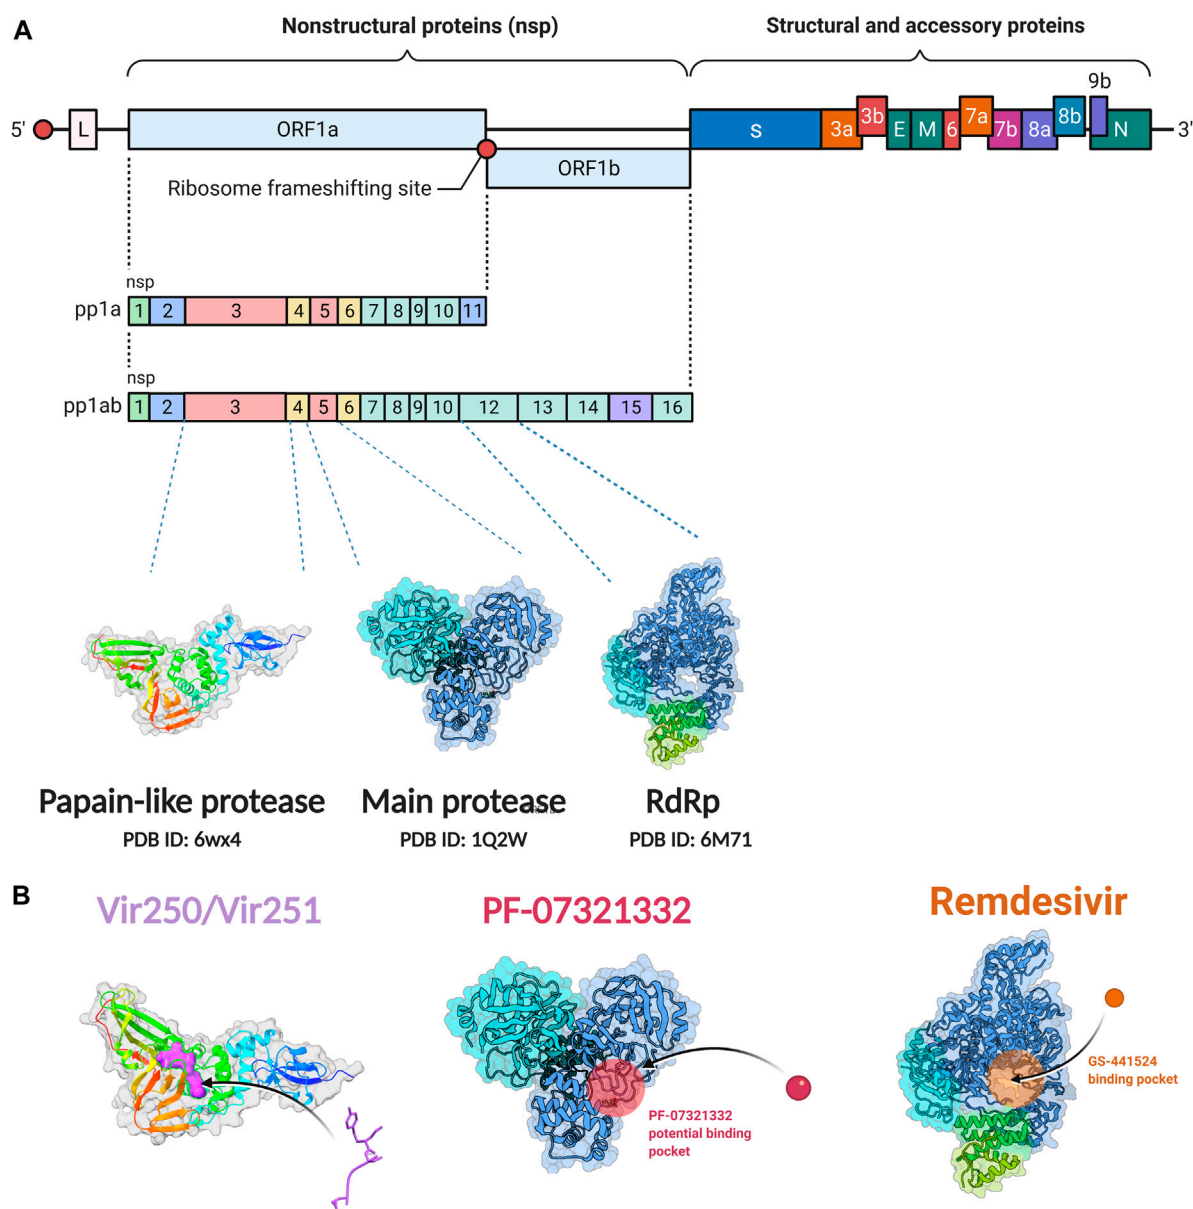 A
Nonstructural proteins (nsp)
Structural and accessory proteins
9b
5'
L
ORF1a
S
3a
3b
E
M
6
7a
7b
8a
8b
N
3'
ORF1b
Ribosome frameshifting site
nsp
pp1a
1 2 3 4 5 6 7 8 9 10 11
nsp
pp1ab
1 2 3 4 5 6 7 8 9 10 12 13 14 15 16
Papain-like protease
Main protease
RdRp
PDB ID: 6wx4
PDB ID: 1Q2W
PDB ID: 6M71
B
Vir250/Vir251
PF-07321332
Remdesivir
GS-441524
binding pocket
PF-07321332
potential binding
pocket